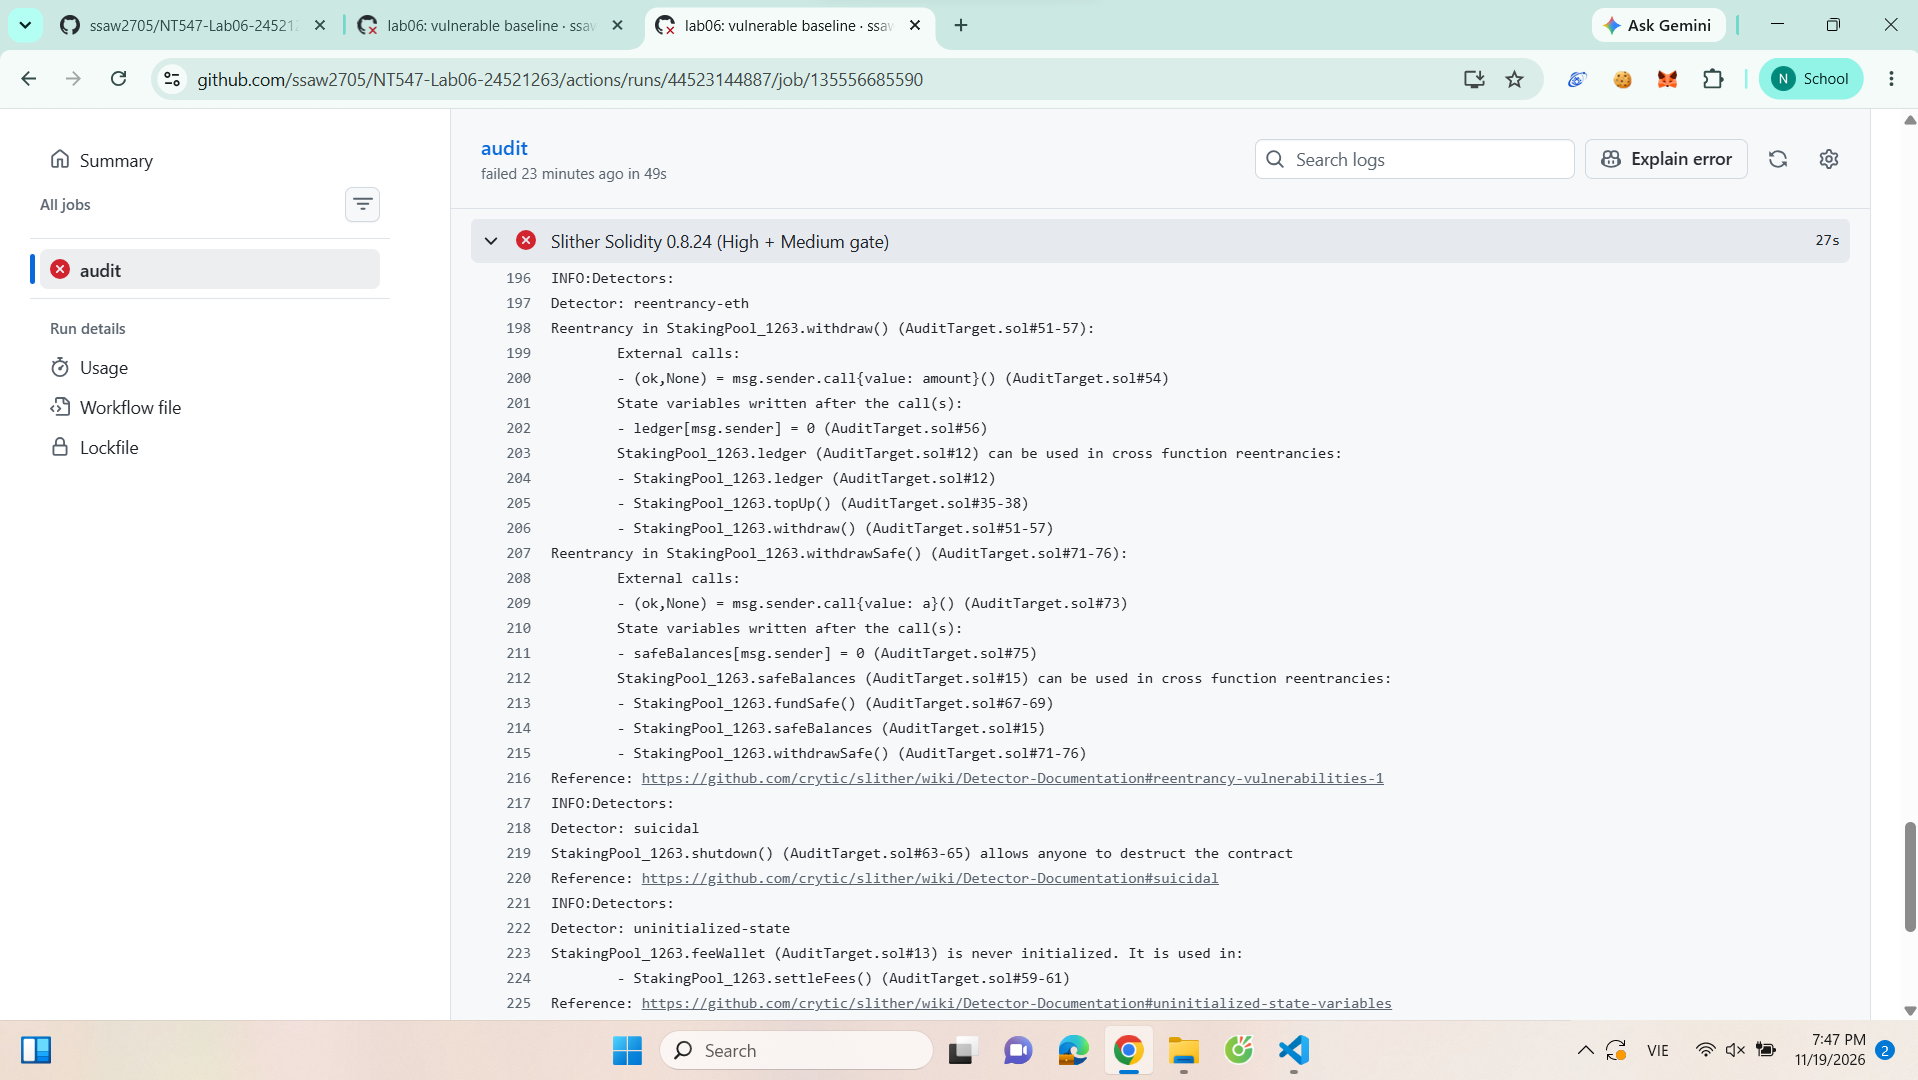 ssaw2705/NT547-Lab06-24521
lab06: vulnerable baseline · ssaw
lab06: vulnerable baseline · ssaw
Ask Gemini
github.com/ssaw2705/NT547-Lab06-24521263/actions/runs/44523144887/job/135556685590
N
School
Summary
All jobs
audit
Run details
Usage
Workflow file
Lockfile
audit
failed 23 minutes ago in 49s
Search logs
Explain error
Slither Solidity 0.8.24 (High + Medium gate)
27s
196 INFO:Detectors:
197 Detector: reentrancy-eth
198 Reentrancy in StakingPool_1263.withdraw() (AuditTarget.sol#51-57):
199 External calls:
200 - (ok,None) = msg.sender.call{value: amount}() (AuditTarget.sol#54)
201 State variables written after the call(s):
202 - ledger[msg.sender] = 0 (AuditTarget.sol#56)
203 StakingPool_1263.ledger (AuditTarget.sol#12) can be used in cross function reentrancies:
204 - StakingPool_1263.ledger (AuditTarget.sol#12)
205 - StakingPool_1263.topUp() (AuditTarget.sol#35-38)
206 - StakingPool_1263.withdraw() (AuditTarget.sol#51-57)
207 Reentrancy in StakingPool_1263.withdrawSafe() (AuditTarget.sol#71-76):
208 External calls:
209 - (ok,None) = msg.sender.call{value: a}() (AuditTarget.sol#73)
210 State variables written after the call(s):
211 - safeBalances[msg.sender] = 0 (AuditTarget.sol#75)
212 StakingPool_1263.safeBalances (AuditTarget.sol#15) can be used in cross function reentrancies:
213 - StakingPool_1263.fundSafe() (AuditTarget.sol#67-69)
214 - StakingPool_1263.safeBalances (AuditTarget.sol#15)
215 - StakingPool_1263.withdrawSafe() (AuditTarget.sol#71-76)
216 Reference: https://github.com/crytic/slither/wiki/Detector-Documentation#reentrancy-vulnerabilities-1
217 INFO:Detectors:
218 Detector: suicidal
219 StakingPool_1263.shutdown() (AuditTarget.sol#63-65) allows anyone to destruct the contract
220 Reference: https://github.com/crytic/slither/wiki/Detector-Documentation#suicidal
221 INFO:Detectors:
222 Detector: uninitialized-state
223 StakingPool_1263.feeWallet (AuditTarget.sol#13) is never initialized. It is used in:
224 - StakingPool_1263.settleFees() (AuditTarget.sol#59-61)
225 Reference: https://github.com/crytic/slither/wiki/Detector-Documentation#uninitialized-state-variables
Search
VIE
7:47 PM
11/19/2026
2